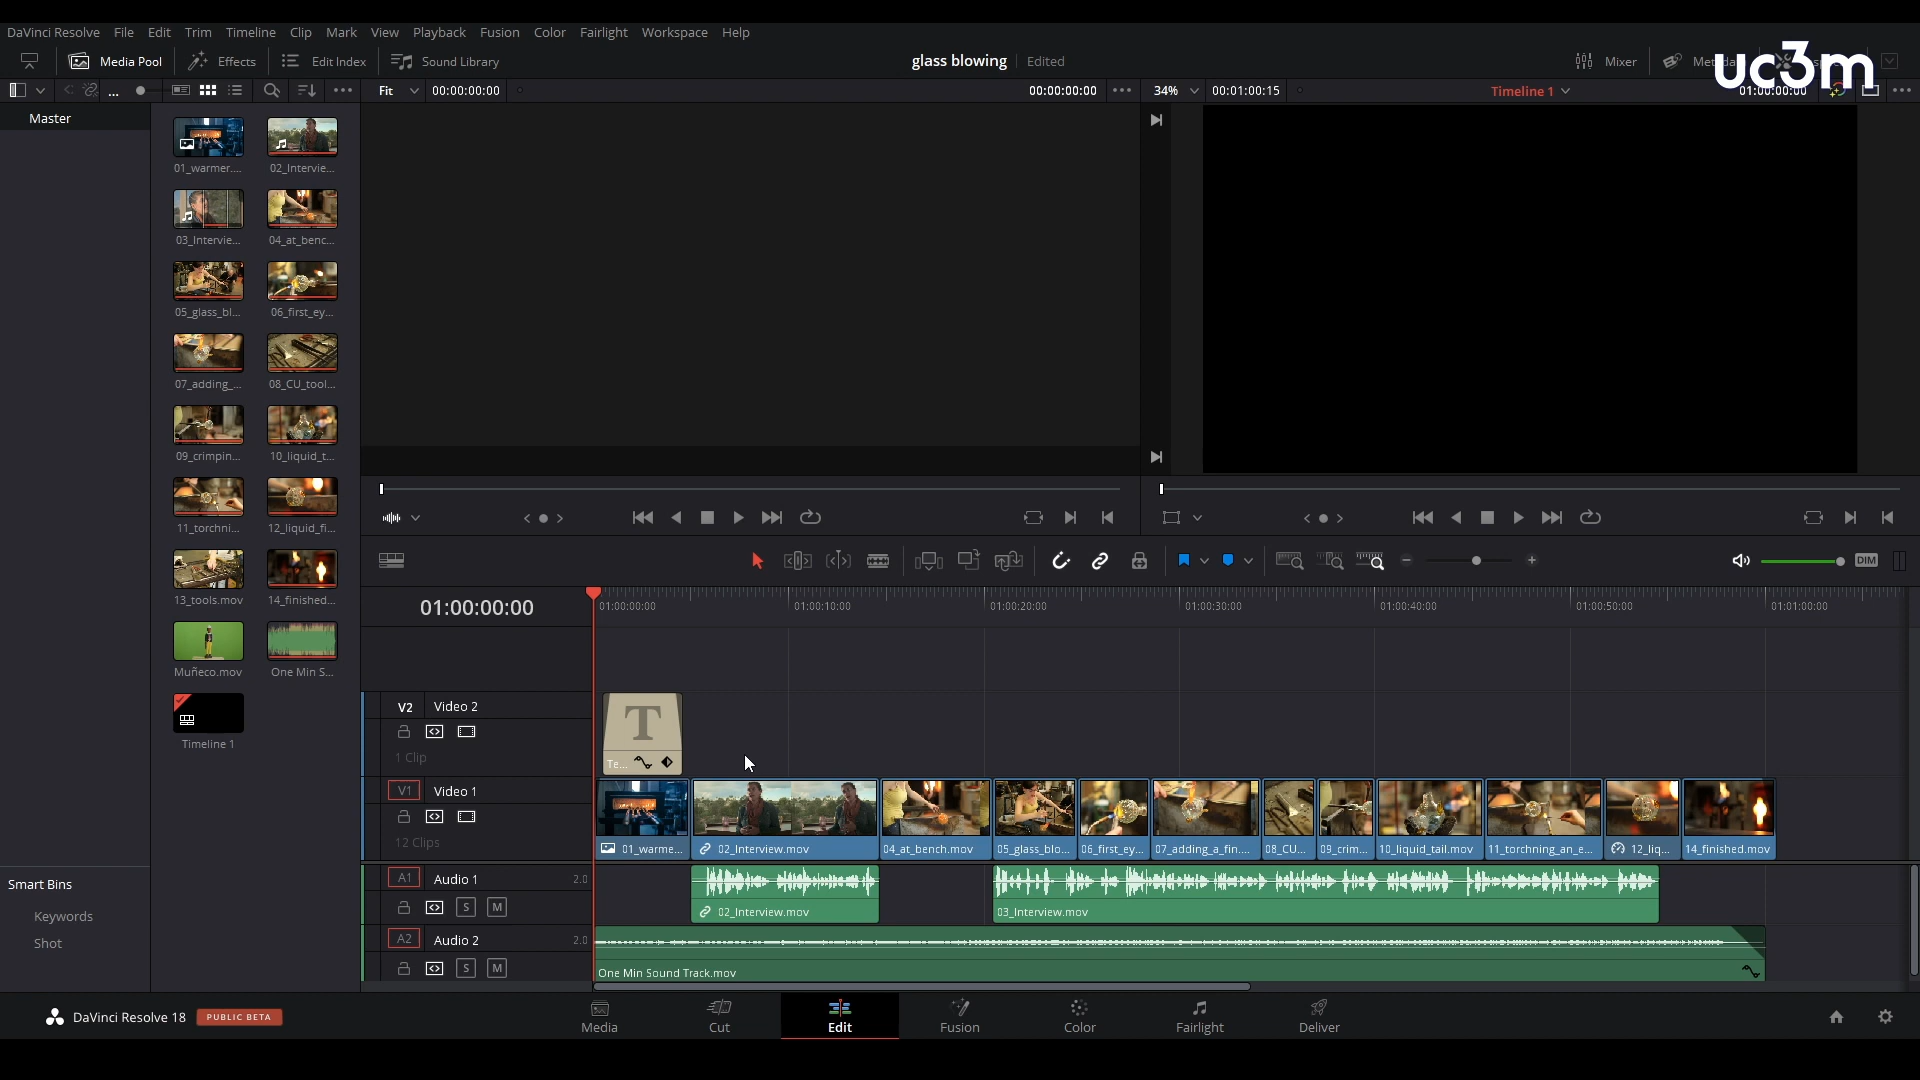 DaVinci Resolve File Edit Trim Timeline Clip Mark View Playback Fusion Color Fairlight Workspace Help
Media Pool Effects Edit Index Sound Library glass blowing Edited Mixer
uc3m
... Fit 00:00:00:00 00:00:00:00 34% 00:01:00:15 Timeline 1 01:00:00:00
Master
01_warmer.... 02_Intervie...
03_Intervie... 04_at_benc...
05_glass_bl... 06_first_ey...
07_adding_... 08_CU_tool...
09_crimpin... 10_liquid_t...
11_torchni... 12_liquid_fi...
13_tools.mov 14_finished...
Muñeco.mov One Min S...
Timeline 1
DIM
01:00:00:00
01:00:00:00 01:00:10:00 01:00:20:00 01:00:30:00 01:00:40:00 01:00:50:00 01:01:00:00
V2 Video 2
1 Clip
T
Te...
V1 Video 1
12 Clips
01_warme... 02_Interview.mov 04_at_bench.mov 05_glass_blo... 06_first_ey... 07_adding_a_fin.... 08_CU... 09_crim... 10_liquid_tail.mov 11_torchning_an_e... 12_liq... 14_finished.mov
A1 Audio 1 2.0
S M
02_Interview.mov 03_Interview.mov
A2 Audio 2 2.0
S M
One Min Sound Track.mov
Smart Bins
Keywords
Shot
DaVinci Resolve 18 PUBLIC BETA
Media Cut Edit Fusion Color Fairlight Deliver